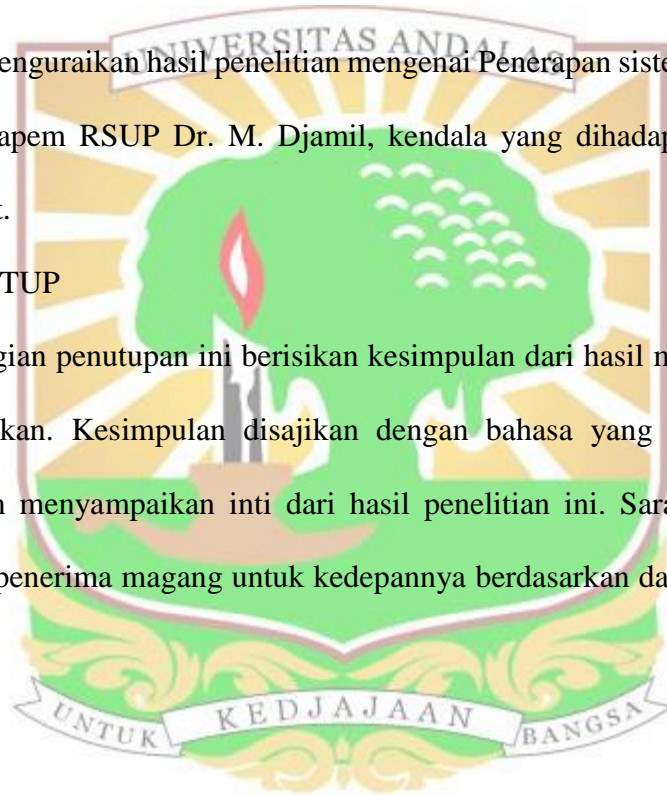 UNIVERSITAS ANDALAS
enguraikan hasil penelitian mengenai Penerapan siste
apem RSUP Dr. M. Djamil, kendala yang dihadap
t.
TUP
gian penutupan ini berisikan kesimpulan dari hasil m
kan. Kesimpulan disajikan dengan bahasa yang
n menyampaikan inti dari hasil penelitian ini. Sara
penerima magang untuk kedepannya berdasarkan da
UNTUK KEDJAJAAN BANGSA